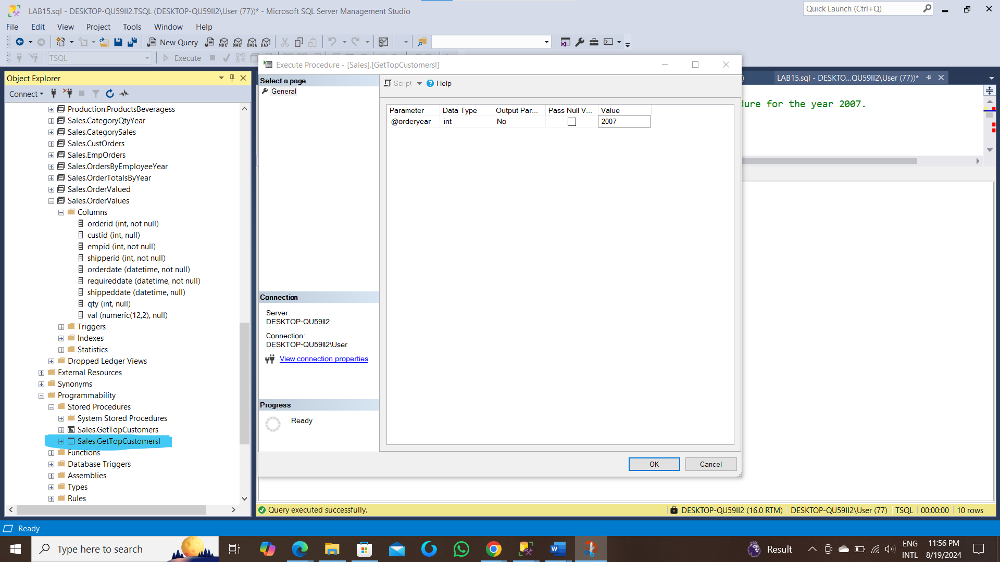 LAB15.sql - DESKTOP-QU59II2.TSQL (DESKTOP-QU59II2\User (77))* - Microsoft SQL Server Management Studio
Quick Launch (Ctrl+Q)
File Edit View Project Tools Window Help
New Query MDX DMX XMLA DAX
TSQL Execute
Object Explorer
Connect
Production.ProductsBeveragess
Sales.CategoryQtyYear
Sales.CategorySales
Sales.CustOrders
Sales.EmpOrders
Sales.OrdersByEmployeeYear
Sales.OrderTotalsByYear
Sales.OrderValued
Sales.OrderValues
Columns
orderid (int, not null)
custid (int, null)
empid (int, not null)
shipperid (int, not null)
orderdate (datetime, not null)
requireddate (datetime, not null)
shippeddate (datetime, null)
qty (int, null)
val (numeric(12,2), null)
Triggers
Indexes
Statistics
Dropped Ledger Views
External Resources
Synonyms
Programmability
Stored Procedures
System Stored Procedures
Sales.GetTopCustomers
Sales.GetTopCustomersI
Functions
Database Triggers
Assemblies
Types
Rules
Execute Procedure - [Sales].[GetTopCustomersI]
Select a page
General
Script Help
Parameter Data Type Output Par... Pass Null V... Value
@orderyear int No 2007
Connection
Server:
DESKTOP-QU59II2
Connection:
DESKTOP-QU59II2\User
View connection properties
Progress
Ready
OK Cancel
LAB15.sql - DESKTO...QU59II2\User (77))*
dure for the year 2007.
Query executed successfully. DESKTOP-QU59II2 (16.0 RTM) DESKTOP-QU59II2\User (77) TSQL 00:00:00 10 rows
Ready
Type here to search
Result
ENG
INTL
11:56 PM
8/19/2024